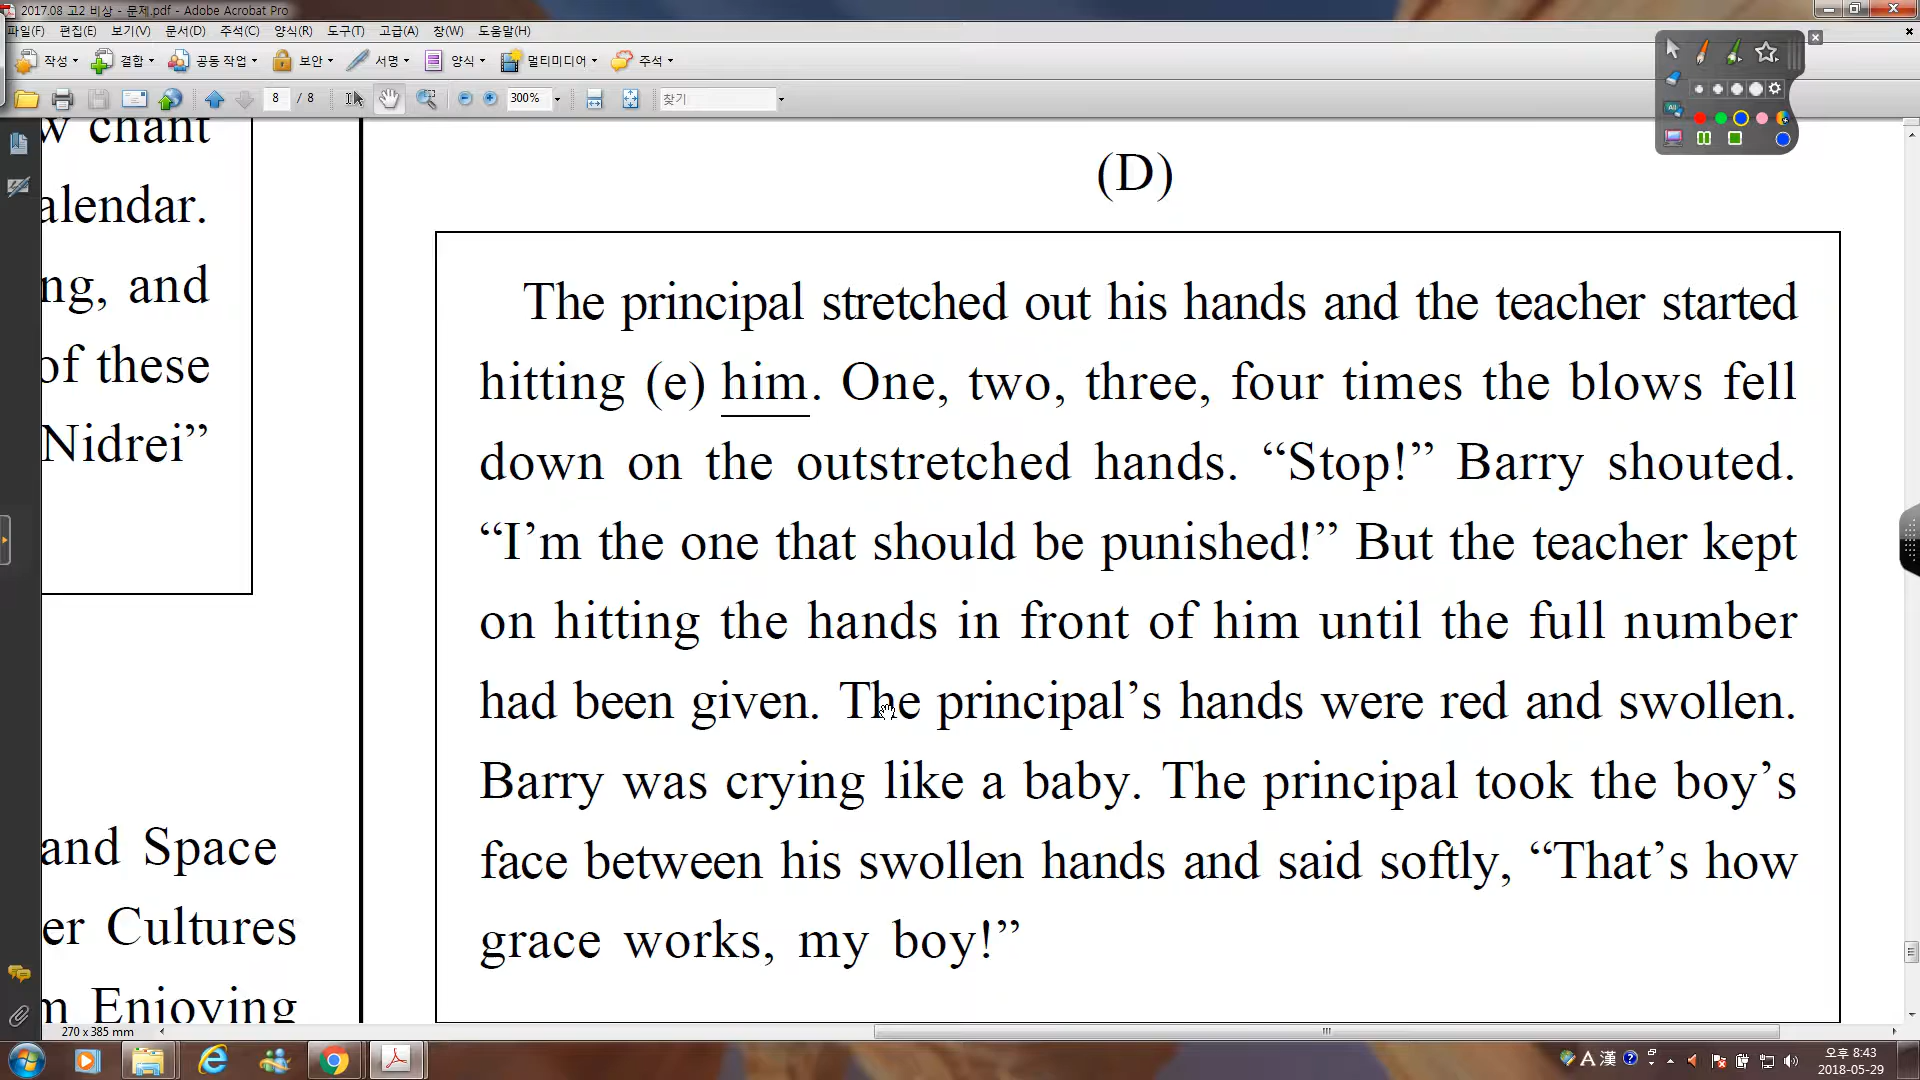 2017.08 고2 비상 - 문제.pdf - Adobe Acrobat Pro
파일(F) 편집(E) 보기(V) 문서(D) 주석(C) 양식(R) 도구(T) 고급(A) 창(W) 도움말(H)
작성 결합 공동 작업 보안 서명 양식 멀티미디어 주석
8 / 8 300% 찾기
w chant
alendar.
ng, and
of these
Nidrei”
and Space
er Cultures
m Enjoying
(D)
The principal stretched out his hands and the teacher started
hitting (e) him. One, two, three, four times the blows fell
down on the outstretched hands. “Stop!” Barry shouted.
“I’m the one that should be punished!” But the teacher kept
on hitting the hands in front of him until the full number
had been given. The principal’s hands were red and swollen.
Barry was crying like a baby. The principal took the boy’s
face between his swollen hands and said softly, “That’s how
grace works, my boy!”
270 x 385 mm
A 漢
오후 8:43
2018-05-29